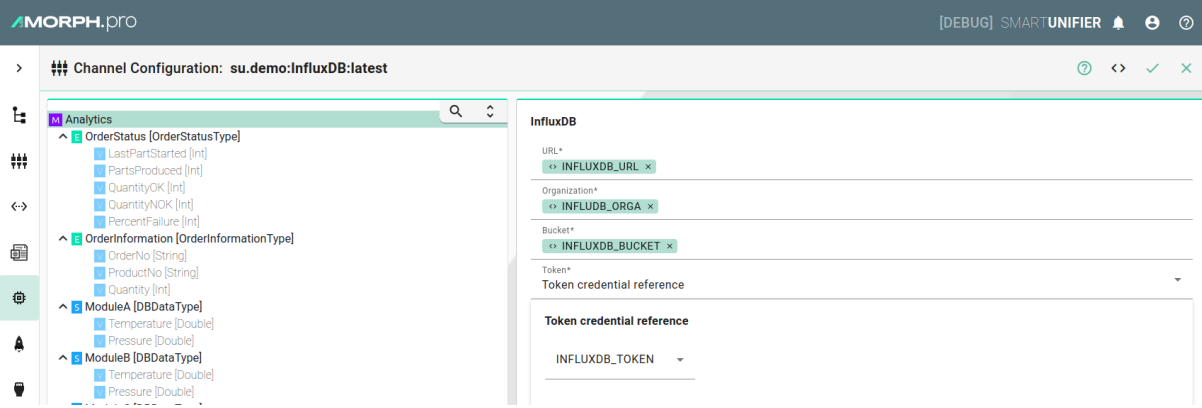 AMORPH.pro
[DEBUG] SMARTUNIFIER
Channel Configuration: su.demo:InfluxDB:latest
M Analytics
E OrderStatus [OrderStatusType]
V LastPartStarted [Int]
V PartsProduced [Int]
V QuantityOK [Int]
V QuantityNOK [Int]
V PercentFailure [Int]
E OrderInformation [OrderInformationType]
V OrderNo [String]
V ProductNo [String]
V Quantity [Int]
S ModuleA [DBDataType]
V Temperature [Double]
V Pressure [Double]
S ModuleB [DBDataType]
V Temperature [Double]
V Pressure [Double]
InfluxDB
URL*
INFLUXDB_URL
Organization*
INFLUDB_ORGA
Bucket*
INFLUXDB_BUCKET
Token*
Token credential reference
Token credential reference
INFLUXDB_TOKEN